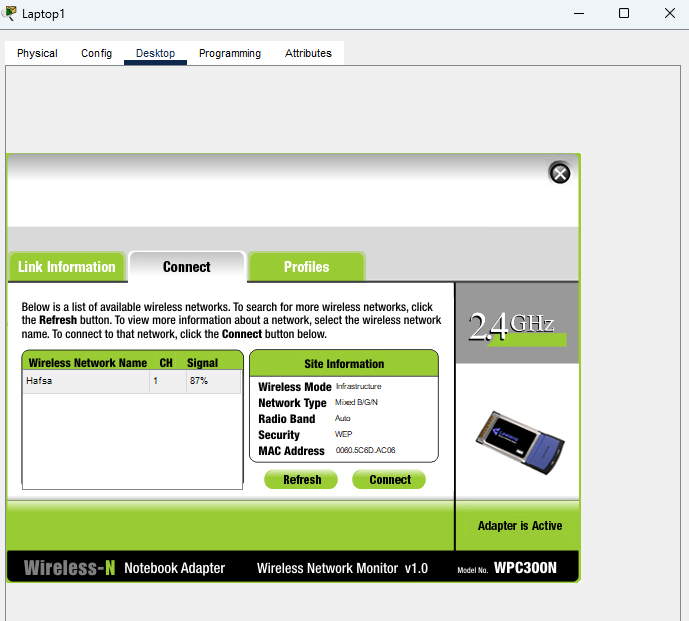 Laptop1
Physical Config Desktop Programming Attributes
Link Information Connect Profiles
Below is a list of available wireless networks. To search for more wireless networks, click
the Refresh button. To view more information about a network, select the wireless network
name. To connect to that network, click the Connect button below.
2.4GHz
Wireless Network Name CH Signal
Hafsa 1 87%
Site Information
Wireless Mode Infrastructure
Network Type Mixed B/G/N
Radio Band Auto
Security WEP
MAC Address 0060.5C6D.AC06
Refresh Connect
Adapter is Active
Wireless-N Notebook Adapter Wireless Network Monitor v1.0 Model No. WPC300N